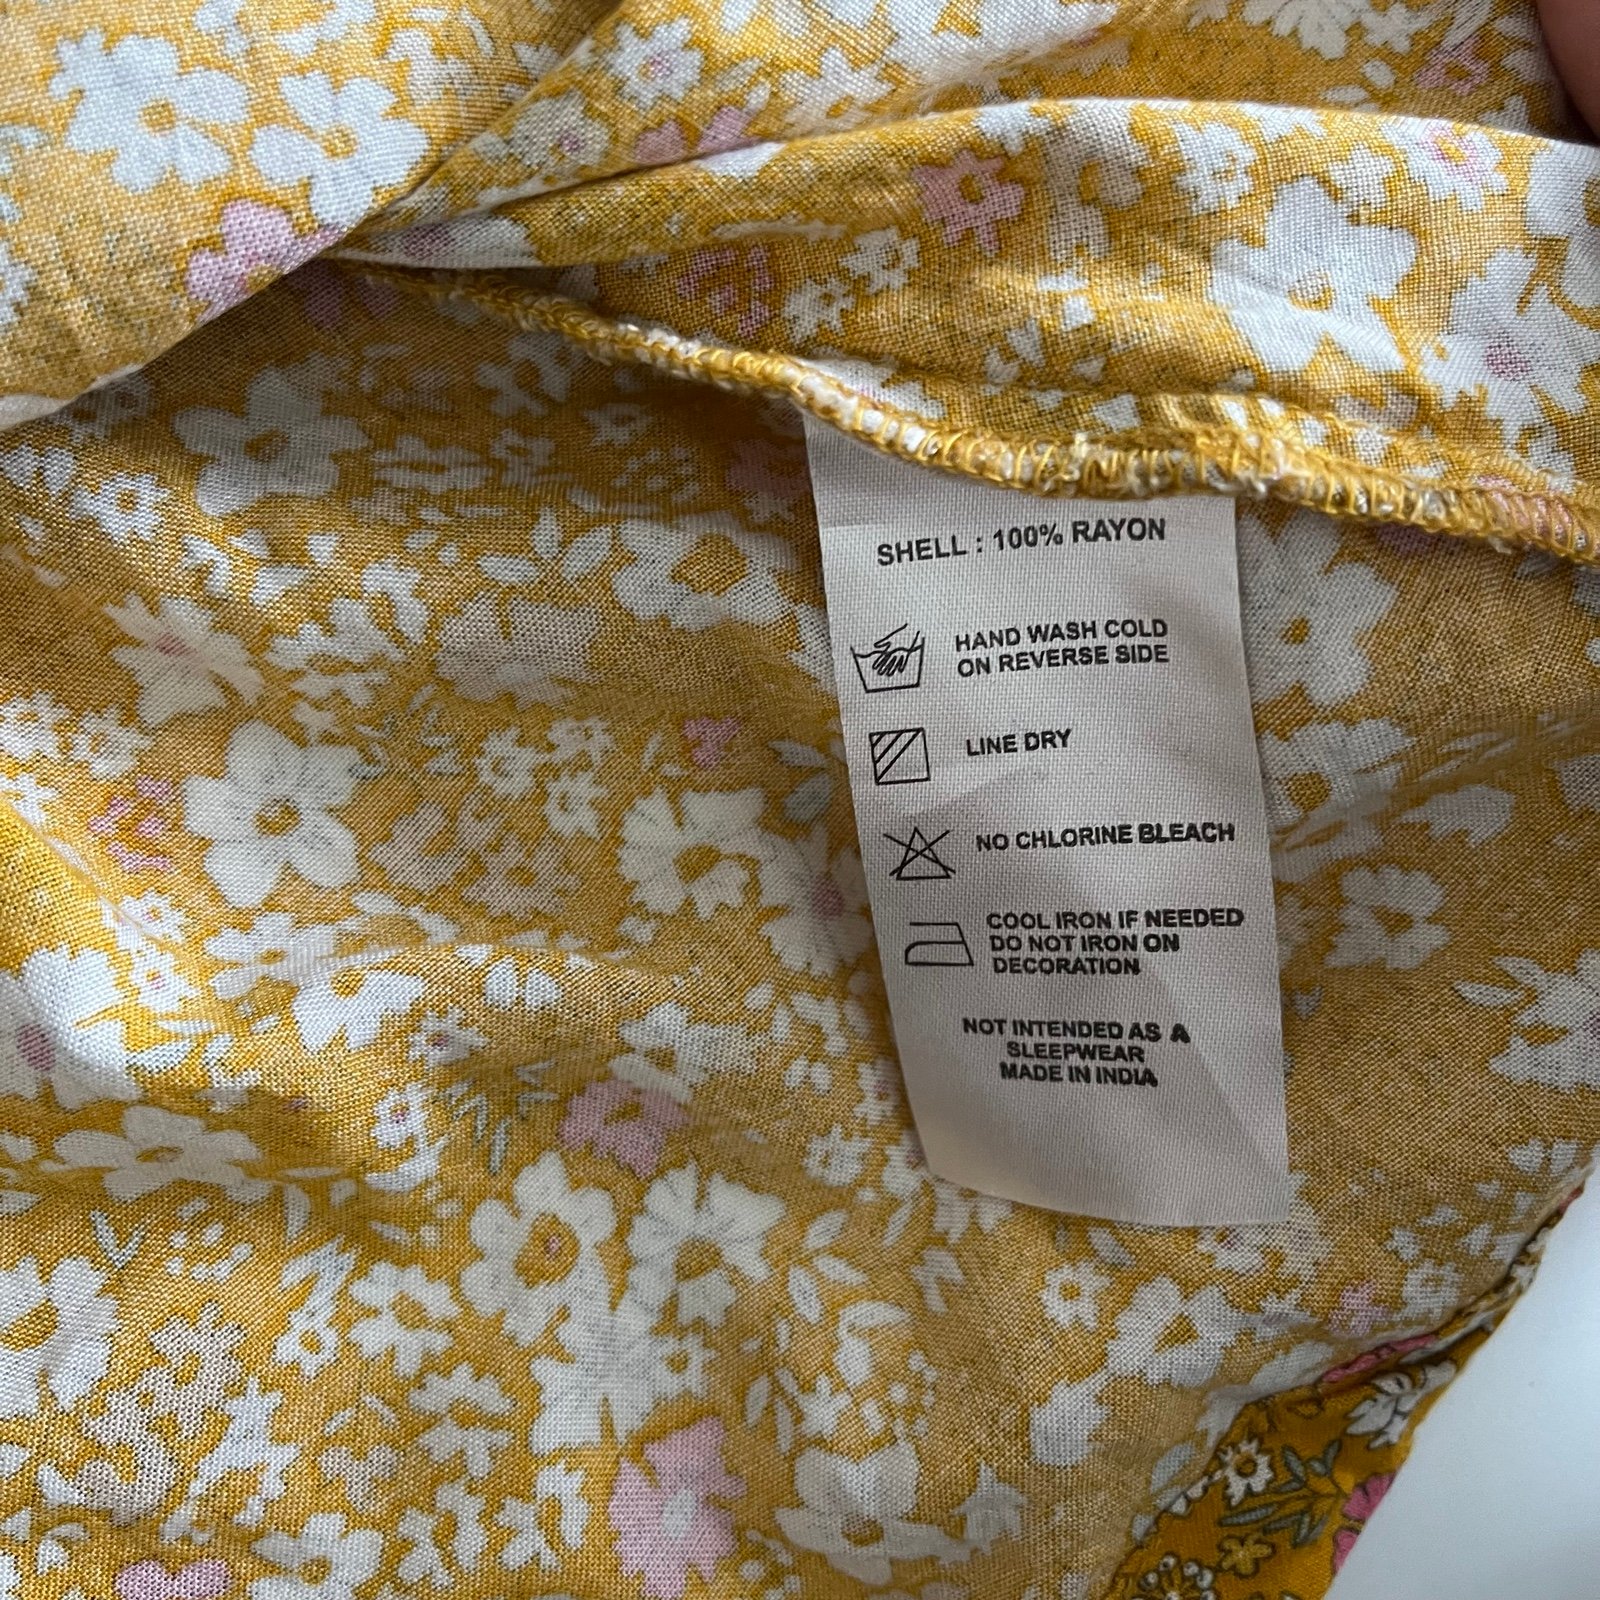 SHELL : 100% RAYON
HAND WASH COLD
ON REVERSE SIDE
LINE DRY
NO CHLORINE BLEACH
COOL IRON IF NEEDED
DO NOT IRON ON
DECORATION
NOT INTENDED AS A
SLEEPWEAR
MADE IN INDIA